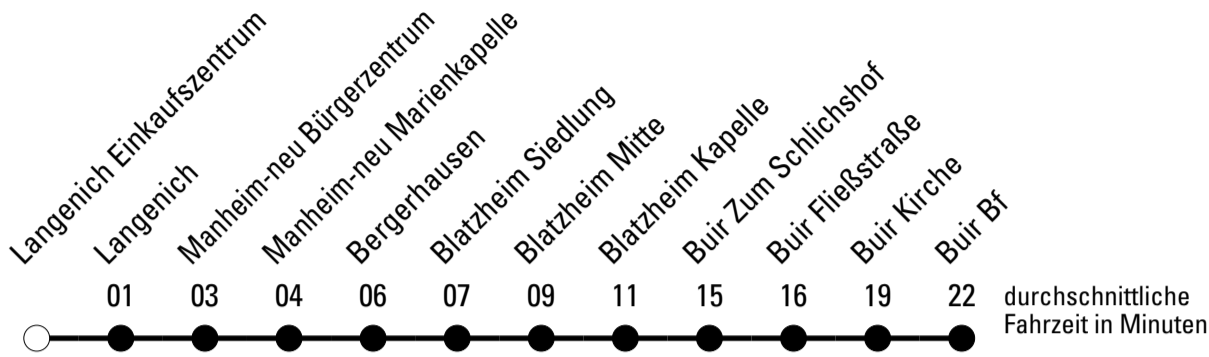 Langenich Einkaufszentrum
Langenich
Manheim-neu Bürgerzentrum
Manheim-neu Marienkapelle
Bergerhausen
Blatzheim Siedlung
Blatzheim Mitte
Blatzheim Kapelle
Buir Zum Schlichshof
Buir Fließstraße
Buir Kirche
Buir Bf
01 03 04 06 07 09 11 15 16 19 22
durchschnittliche
Fahrzeit in Minuten